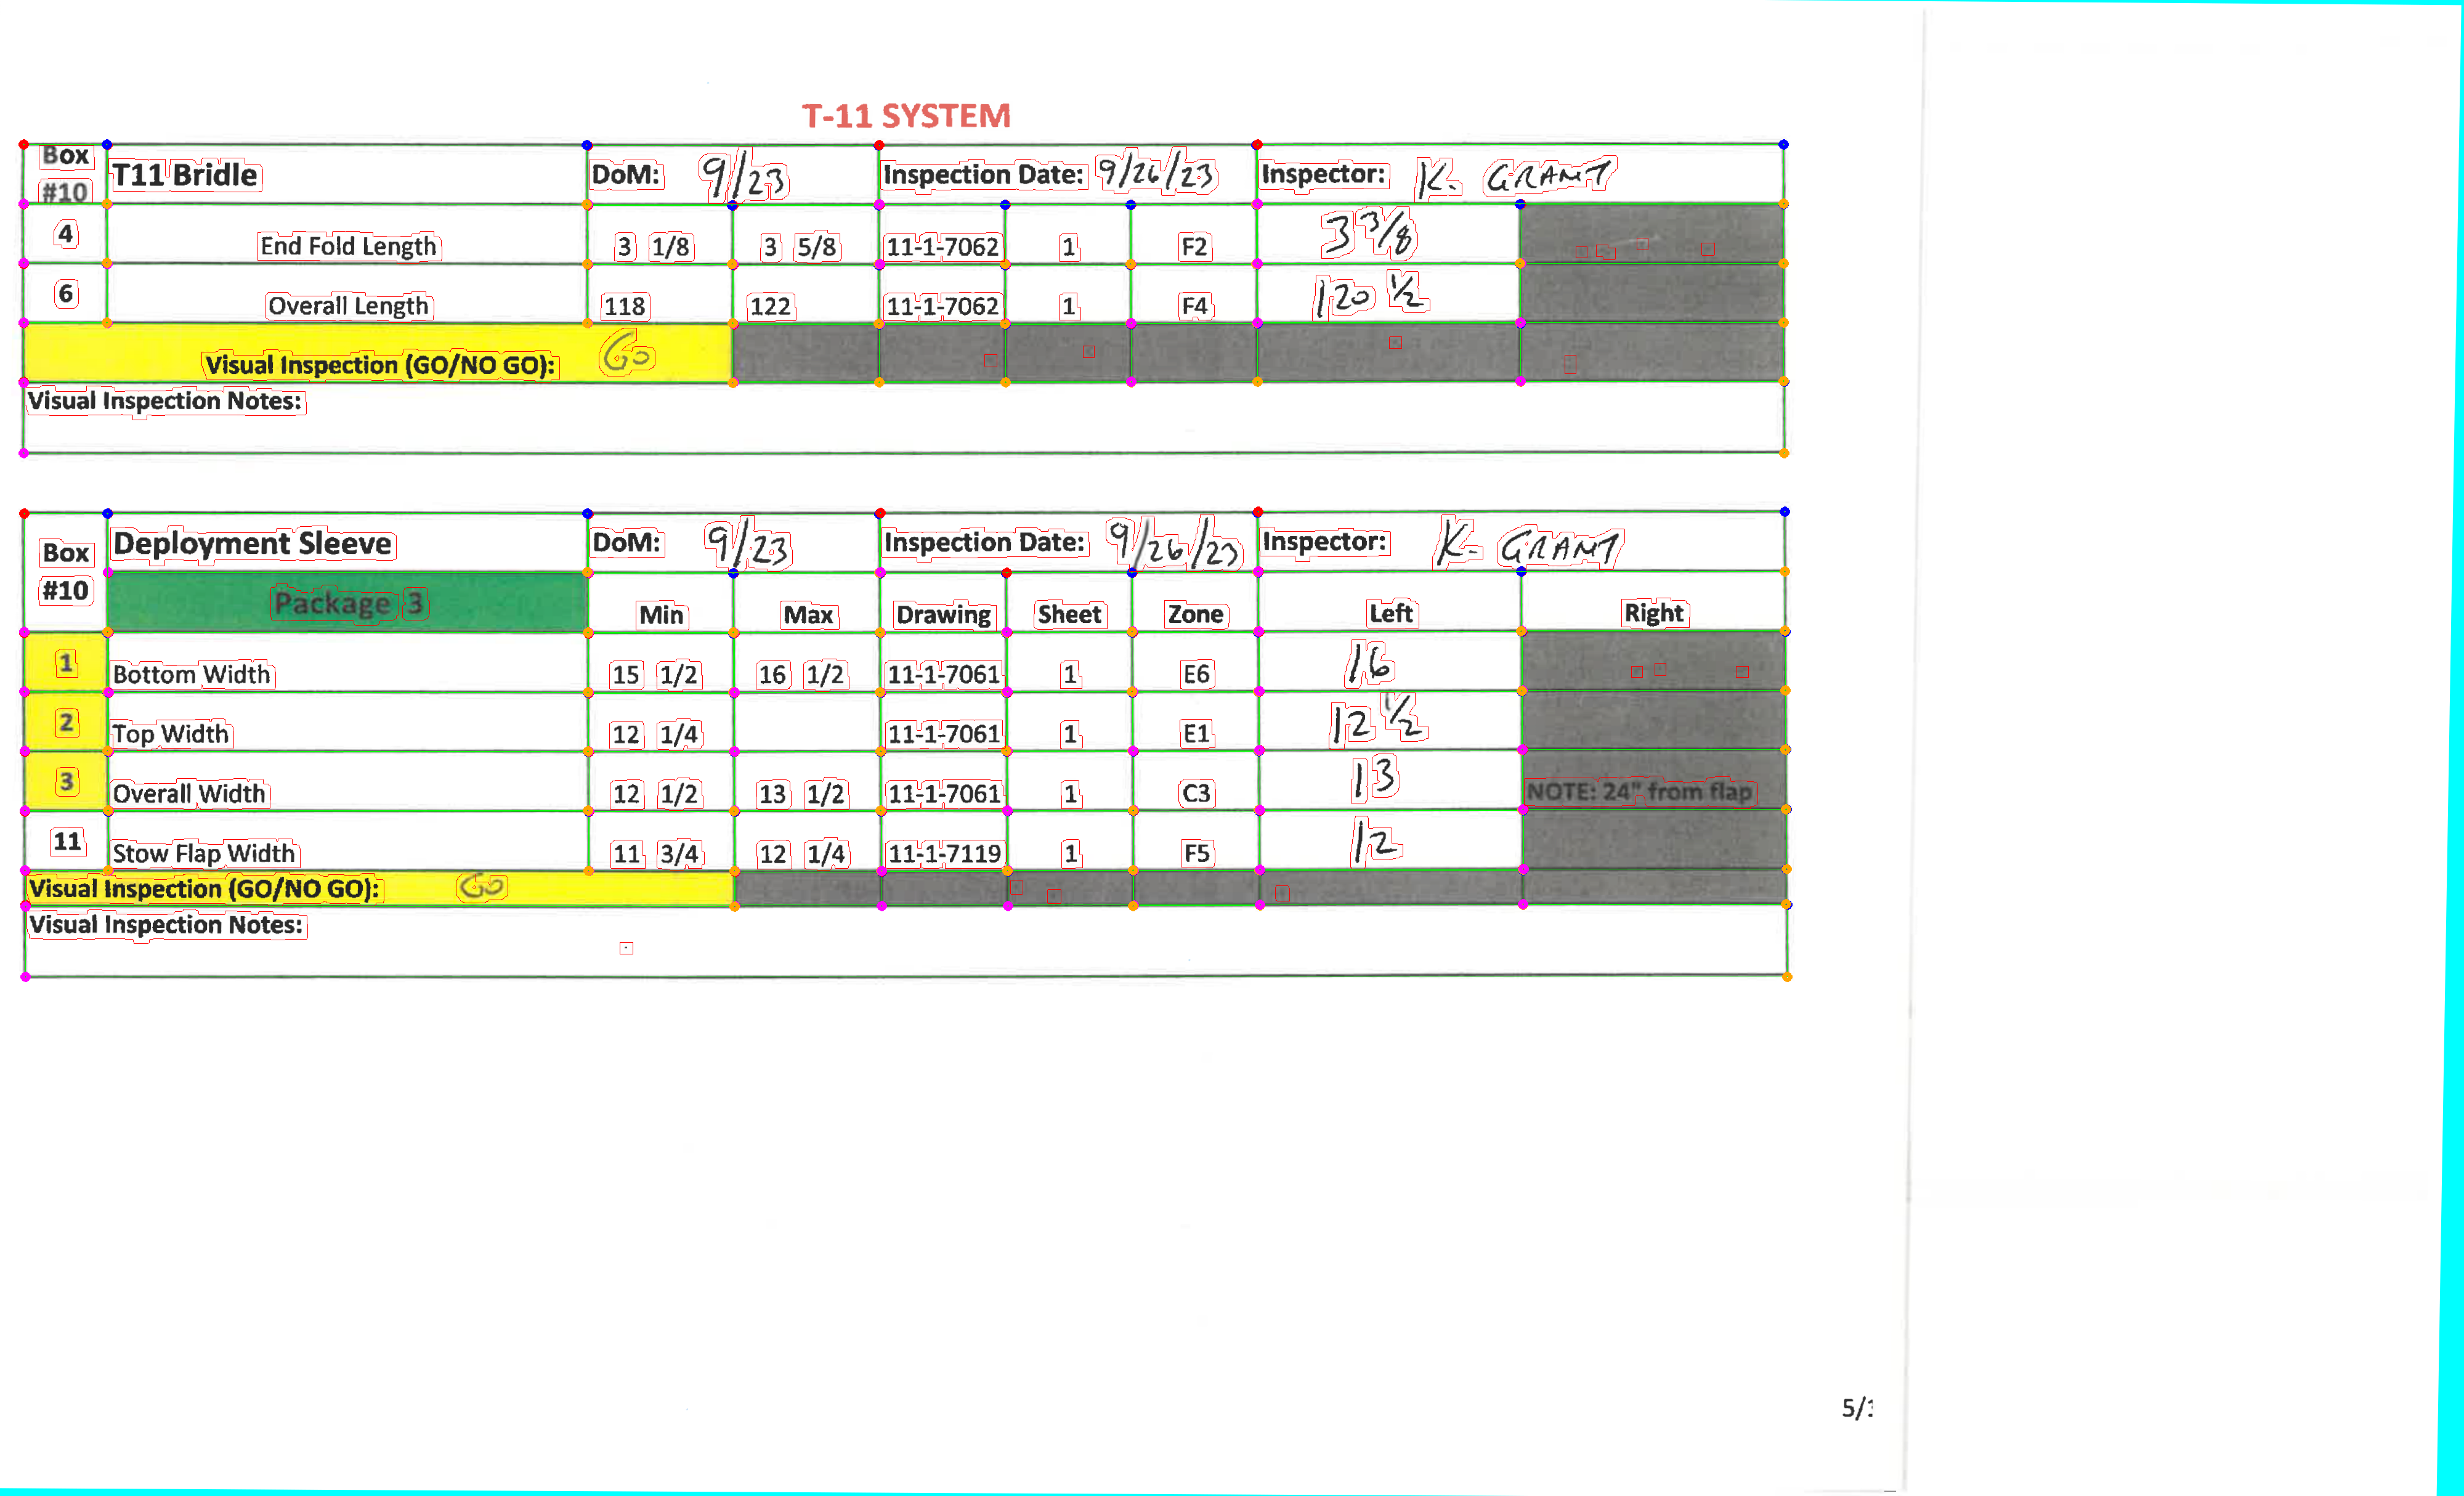 T-11 SYSTEM
Box #10 T11 Bridle DoM: 9/23 Inspection Date: 9/26/23 Inspector: K. GRANT
4 End Fold Length 3 1/8 3 5/8 11-1-7062 1 F2 3 3/8
6 Overall Length 118 122 11-1-7062 1 F4 120 1/2
Visual Inspection (GO/NO GO): GO
Visual Inspection Notes:
Box #10 Deployment Sleeve DoM: 9/23 Inspection Date: 9/26/23 Inspector: K. GRANT
Package 3 Min Max Drawing Sheet Zone Left Right
1 Bottom Width 15 1/2 16 1/2 11-1-7061 1 E6 16
2 Top Width 12 1/4 11-1-7061 1 E1 12 1/2
3 Overall Width 12 1/2 13 1/2 11-1-7061 1 C3 13 NOTE: 24" from flap
11 Stow Flap Width 11 3/4 12 1/4 11-1-7119 1 F5 12
Visual Inspection (GO/NO GO): GO
Visual Inspection Notes: